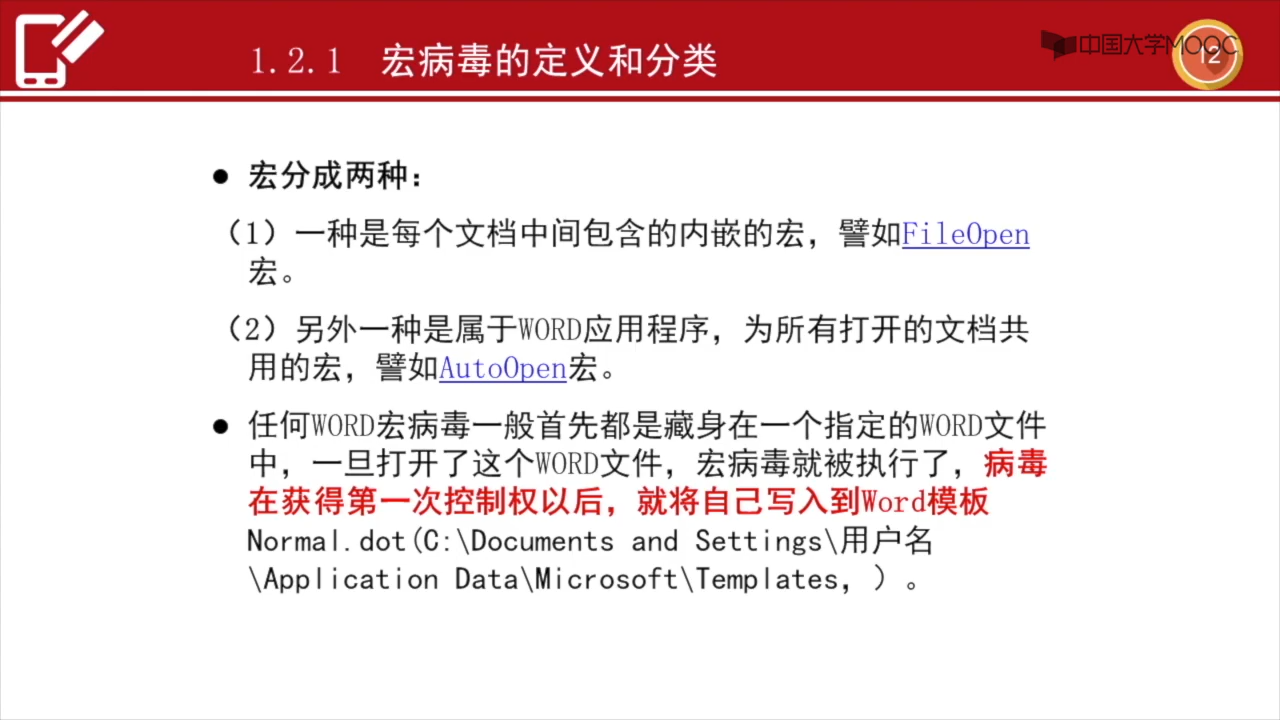 1.2.1 宏病毒的定义和分类
中国大学MOOC
12
● 宏分成两种：
（1）一种是每个文档中间包含的内嵌的宏，譬如FileOpen
宏。
（2）另外一种是属于WORD应用程序，为所有打开的文档共
用的宏，譬如AutoOpen宏。
● 任何WORD宏病毒一般首先都是藏身在一个指定的WORD文件
中，一旦打开了这个WORD文件，宏病毒就被执行了，病毒
在获得第一次控制权以后，就将自己写入到Word模板
Normal.dot(C:\Documents and Settings\用户名
\Application Data\Microsoft\Templates，）。